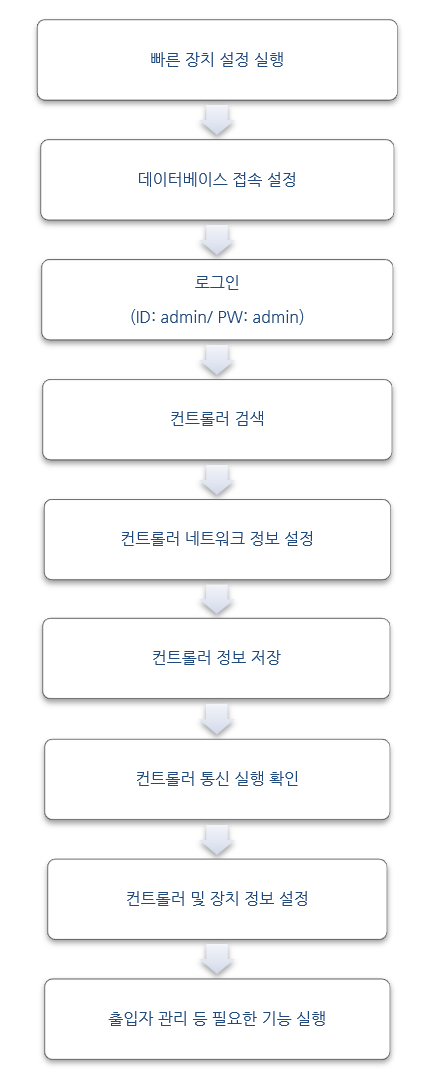 빠른 장치 설정 실행
데이터베이스 접속 설정
로그인
(ID: admin/ PW: admin)
컨트롤러 검색
컨트롤러 네트워크 정보 설정
컨트롤러 정보 저장
컨트롤러 통신 실행 확인
컨트롤러 및 장치 정보 설정
출입자 관리 등 필요한 기능 실행